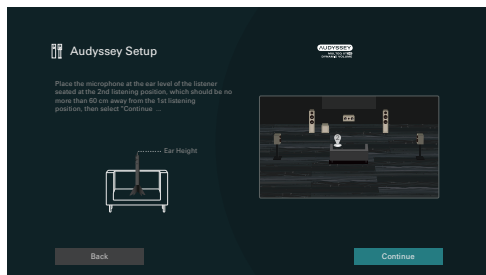 Audyssey Setup
AUDYSSEY
DYNAMIC VOLUME
Place the microphone at the ear level of the listener
seated at the 2nd listening position, which should be no
more than 60 cm away from the 1st listening
position, then select "Continue ...
Ear Height
Back
Continue